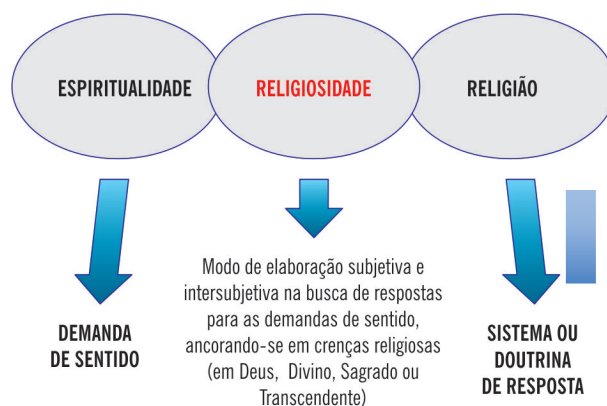 ESPIRITUALIDADE
RELIGIOSIDADE
RELIGIÃO
DEMANDA
DE SENTIDO
Modo de elaboração subjetiva e
intersubjetiva na busca de respostas
para as demandas de sentido,
ancorando-se em crenças religiosas
(em Deus, Divino, Sagrado ou
Transcendente)
SISTEMA OU
DOUTRINA
DE RESPOSTA